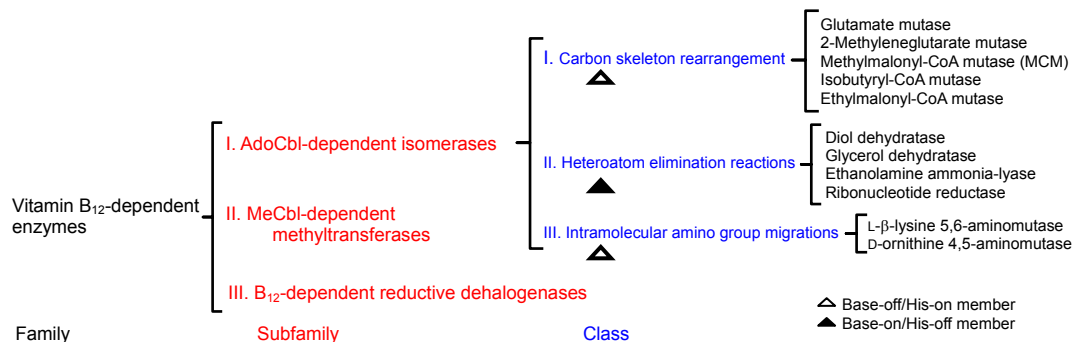 Glutamate mutase
2-Methyleneglutarate mutase
I. Carbon skeleton rearrangement
Methylmalonyl-CoA mutase (MCM)
Isobutyryl-CoA mutase
Ethylmalonyl-CoA mutase
I. AdoCbl-dependent isomerases
Diol dehydratase
Glycerol dehydratase
II. Heteroatom elimination reactions
Ethanolamine ammonia-lyase
Ribonucleotide reductase
Vitamin B₁₂-dependent
enzymes
II. MeCbl-dependent
methyltransferases
III. Intramolecular amino group migrations
L-β-lysine 5,6-aminomutase
D-ornithine 4,5-aminomutase
III. B₁₂-dependent reductive dehalogenases
Base-off/His-on member
Base-on/His-off member
Family
Subfamily
Class